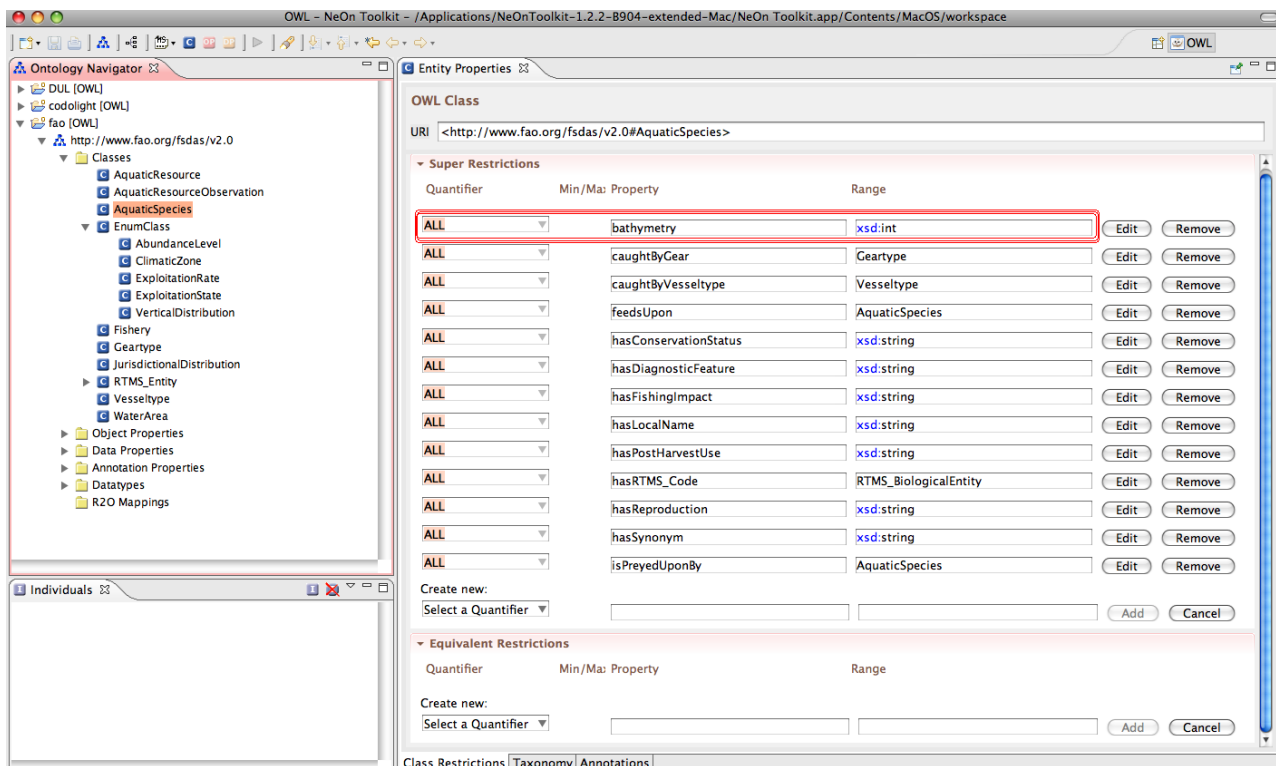 OWL - NeOn Toolkit - /Applications/NeOnToolkit-1.2.2-B904-extended-Mac/NeOn Toolkit.app/Contents/MacOS/workspace
OWL
Ontology Navigator
DUL [OWL]
codolight [OWL]
fao [OWL]
http://www.fao.org/fsdas/v2.0
Classes
AquaticResource
AquaticResourceObservation
AquaticSpecies
EnumClass
AbundanceLevel
ClimaticZone
ExploitationRate
ExploitationState
VerticalDistribution
Fishery
Geartype
JurisdictionalDistribution
RTMS_Entity
Vesseltype
WaterArea
Object Properties
Data Properties
Annotation Properties
Datatypes
R2O Mappings
Individuals
Entity Properties
OWL Class
URI <http://www.fao.org/fsdas/v2.0#AquaticSpecies>
Super Restrictions
Quantifier Min/Ma: Property Range
ALL bathymetry xsd:int Edit Remove
ALL caughtByGear Geartype Edit Remove
ALL caughtByVesseltype Vesseltype Edit Remove
ALL feedsUpon AquaticSpecies Edit Remove
ALL hasConservationStatus xsd:string Edit Remove
ALL hasDiagnosticFeature xsd:string Edit Remove
ALL hasFishingImpact xsd:string Edit Remove
ALL hasLocalName xsd:string Edit Remove
ALL hasPostHarvestUse xsd:string Edit Remove
ALL hasRTMS_Code RTMS_BiologicalEntity Edit Remove
ALL hasReproduction xsd:string Edit Remove
ALL hasSynonym xsd:string Edit Remove
ALL isPreyedUponBy AquaticSpecies Edit Remove
Create new:
Select a Quantifier Add Cancel
Equivalent Restrictions
Quantifier Min/Ma: Property Range
Create new:
Select a Quantifier Add Cancel
Class Restrictions Taxonomy Annotations